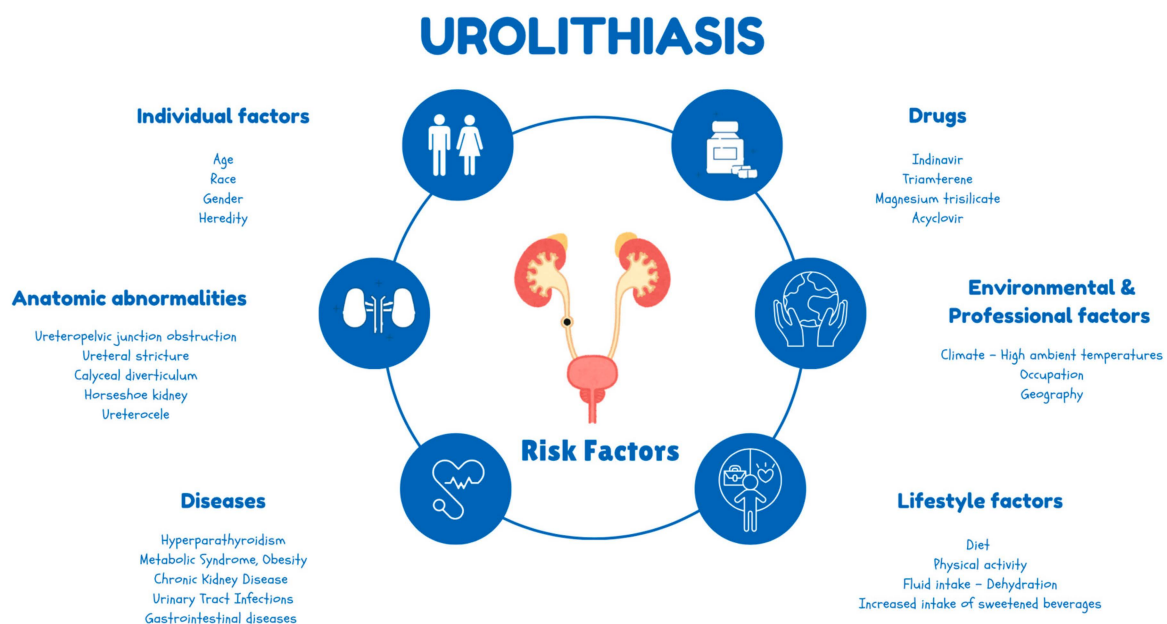 UROLITHIASIS
Individual factors
Age
Race
Gender
Heredity
Drugs
Indinavir
Triamterene
Magnesium trisilicate
Acyclovir
Anatomic abnormalities
Ureteropelvic junction obstruction
Ureteral stricture
Calyceal diverticulum
Horseshoe kidney
Ureterocele
Environmental &
Professional factors
Climate – High ambient temperatures
Occupation
Geography
Risk Factors
Diseases
Hyperparathyroidism
Metabolic Syndrome, Obesity
Chronic Kidney Disease
Urinary Tract Infections
Gastrointestinal diseases
Lifestyle factors
Diet
Physical activity
Fluid intake – Dehydration
Increased intake of sweetened beverages